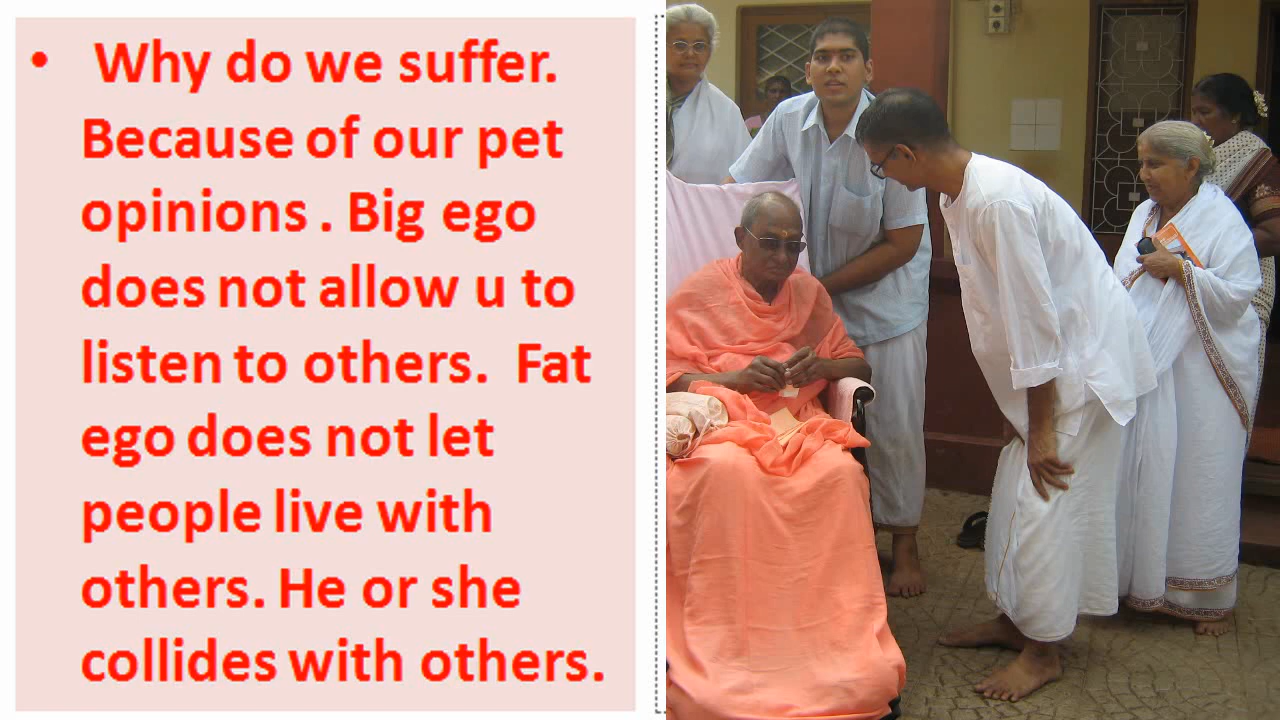 • Why do we suffer.
Because of our pet
opinions . Big ego
does not allow u to
listen to others.  Fat
ego does not let
people live with
others. He or she
collides with others.